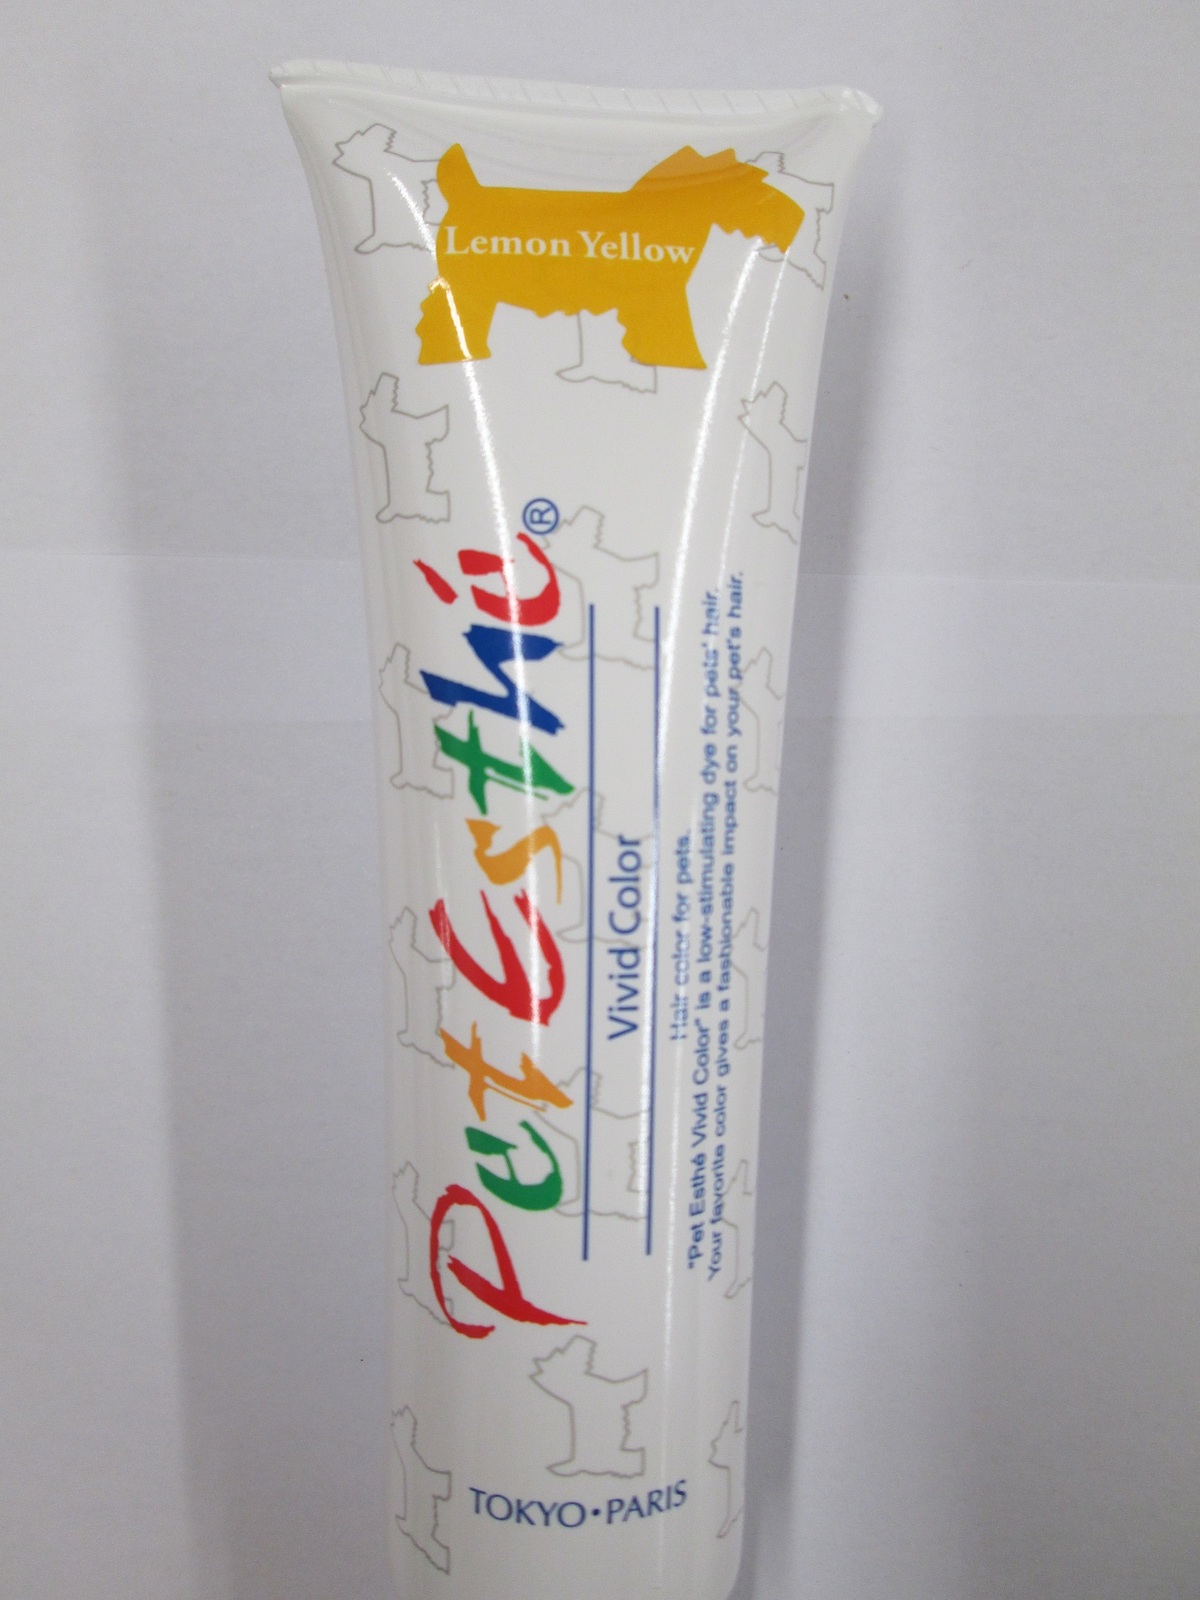 Lemon Yellow
Pet Esthé®
Vivid Color
Hair color for pets.
"Pet Esthé Vivid Color" is a low-stimulating dye for pets' hair.
Your favorite color gives a fashionable impact on your pet's hair.
TOKYO•PARIS